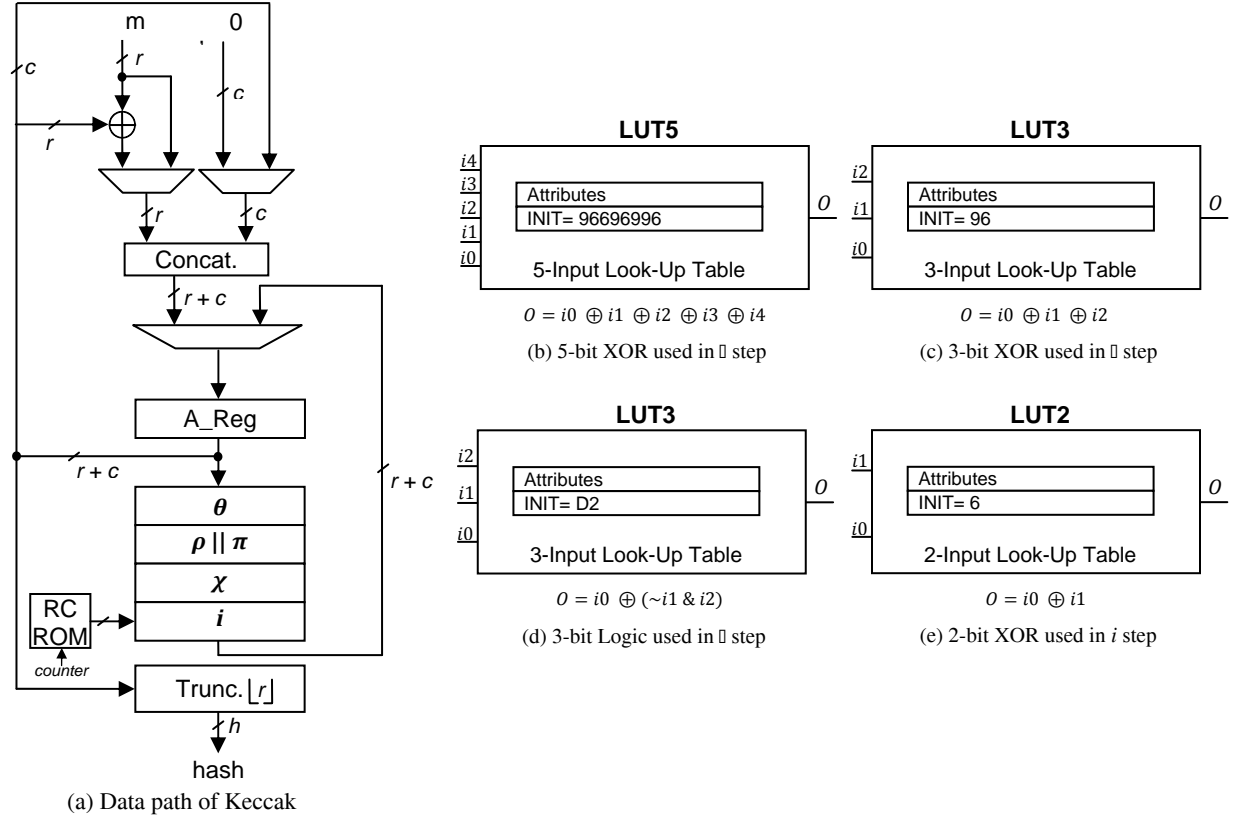 m 0
r
c
c
r
r c
Concat.
r + c
A_Reg
r + c
r + c
θ
ρ || π
χ
i
RC
ROM
counter
Trunc.⌊r⌋
h
hash
(a) Data path of Keccak
LUT5
i4
i3
i2
i1
i0
Attributes
INIT= 96696996
O
5-Input Look-Up Table
O = i0 ⊕ i1 ⊕ i2 ⊕ i3 ⊕ i4
(b) 5-bit XOR used in ▯ step
LUT3
i2
i1
i0
Attributes
INIT= 96
O
3-Input Look-Up Table
O = i0 ⊕ i1 ⊕ i2
(c) 3-bit XOR used in ▯ step
LUT3
i2
i1
i0
Attributes
INIT= D2
O
3-Input Look-Up Table
O = i0 ⊕ (~i1 & i2)
(d) 3-bit Logic used in ▯ step
LUT2
i1
i0
Attributes
INIT= 6
O
2-Input Look-Up Table
O = i0 ⊕ i1
(e) 2-bit XOR used in i step